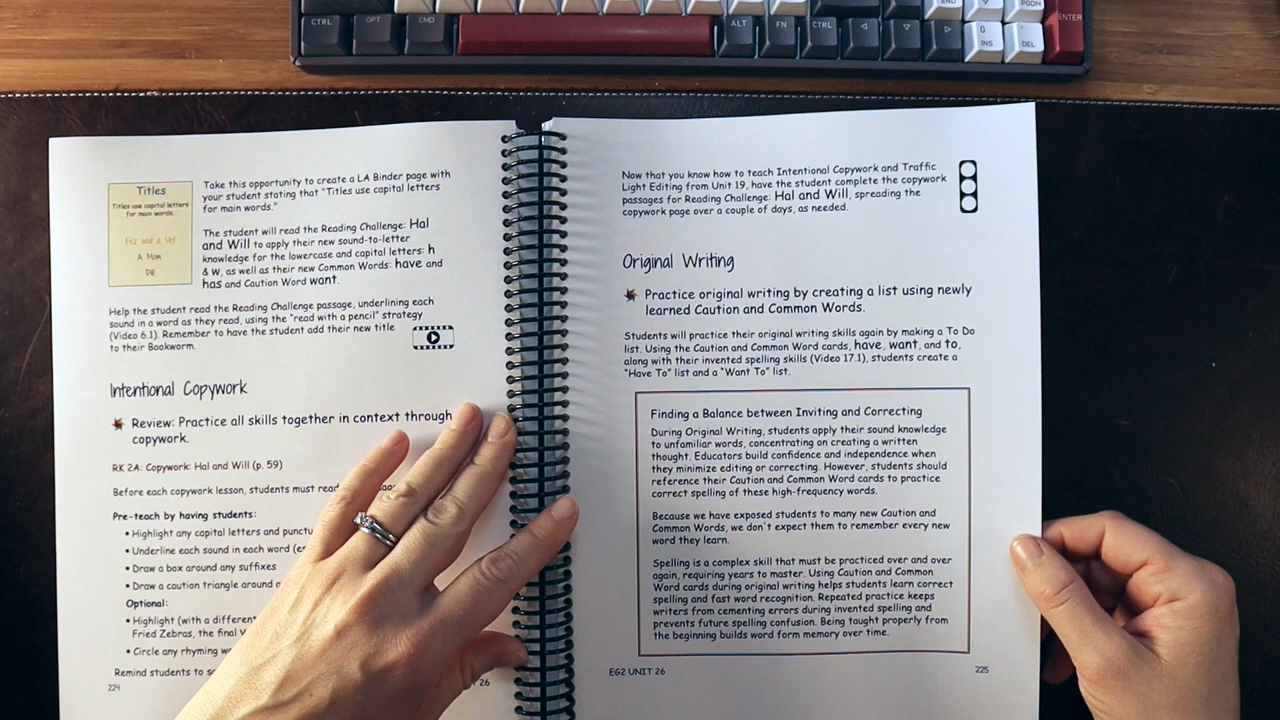 CTRL
OPT
CMD
ALT
FN
CTRL
END
PGDN
0
INS
.
DEL
ENTER
Titles
Titles use capital letters
for main words.
Fez and a Vet
A Mom
Dill
Take this opportunity to create a LA Binder page with
your student stating that "Titles use capital letters
for main words."
The student will read the Reading Challenge: Hal
and Will to apply their new sound-to-letter
knowledge for the lowercase and capital letters: h
& w, as well as their new Common Words: have and
has and Caution Word want.
Help the student read the Reading Challenge passage, underlining each
sound in a word as they read, using the "read with a pencil" strategy
(Video 6.1). Remember to have the student add their new title
to their Bookworm.
Intentional Copywork
Review: Practice all skills together in context through
copywork.
RK 2A: Copywork: Hal and Will (p. 59)
Before each copywork lesson, students must read
Pre-teach by having students:
• Highlight any capital letters and punctu
• Underline each sound in each word (
• Draw a box around any suffixes
• Draw a caution triangle around
Optional:
• Highlight (with a different
Fried Zebras, the final
• Circle any rhyming w
Remind students to
224
26
Now that you know how to teach Intentional Copywork and Traffic
Light Editing from Unit 19, have the student complete the copywork
passages for Reading Challenge: Hal and Will, spreading the
copywork page over a couple of days, as needed.
Original Writing
Practice original writing by creating a list using newly
learned Caution and Common Words.
Students will practice their original writing skills again by making a To Do
list. Using the Caution and Common Word cards, have, want, and to,
along with their invented spelling skills (Video 17.1), students create a
"Have To" list and a "Want To" list.
Finding a Balance between Inviting and Correcting
During Original Writing, students apply their sound knowledge
to unfamiliar words, concentrating on creating a written
thought. Educators build confidence and independence when
they minimize editing or correcting. However, students should
reference their Caution and Common Word cards to practice
correct spelling of these high-frequency words.
Because we have exposed students to many new Caution and
Common Words, we don't expect them to remember every new
word they learn.
Spelling is a complex skill that must be practiced over and over
again, requiring years to master. Using Caution and Common
Word cards during original writing helps students learn correct
spelling and fast word recognition. Repeated practice keeps
writers from cementing errors during invented spelling and
prevents future spelling confusion. Being taught properly from
the beginning builds word form memory over time.
EG2 UNIT 26
225